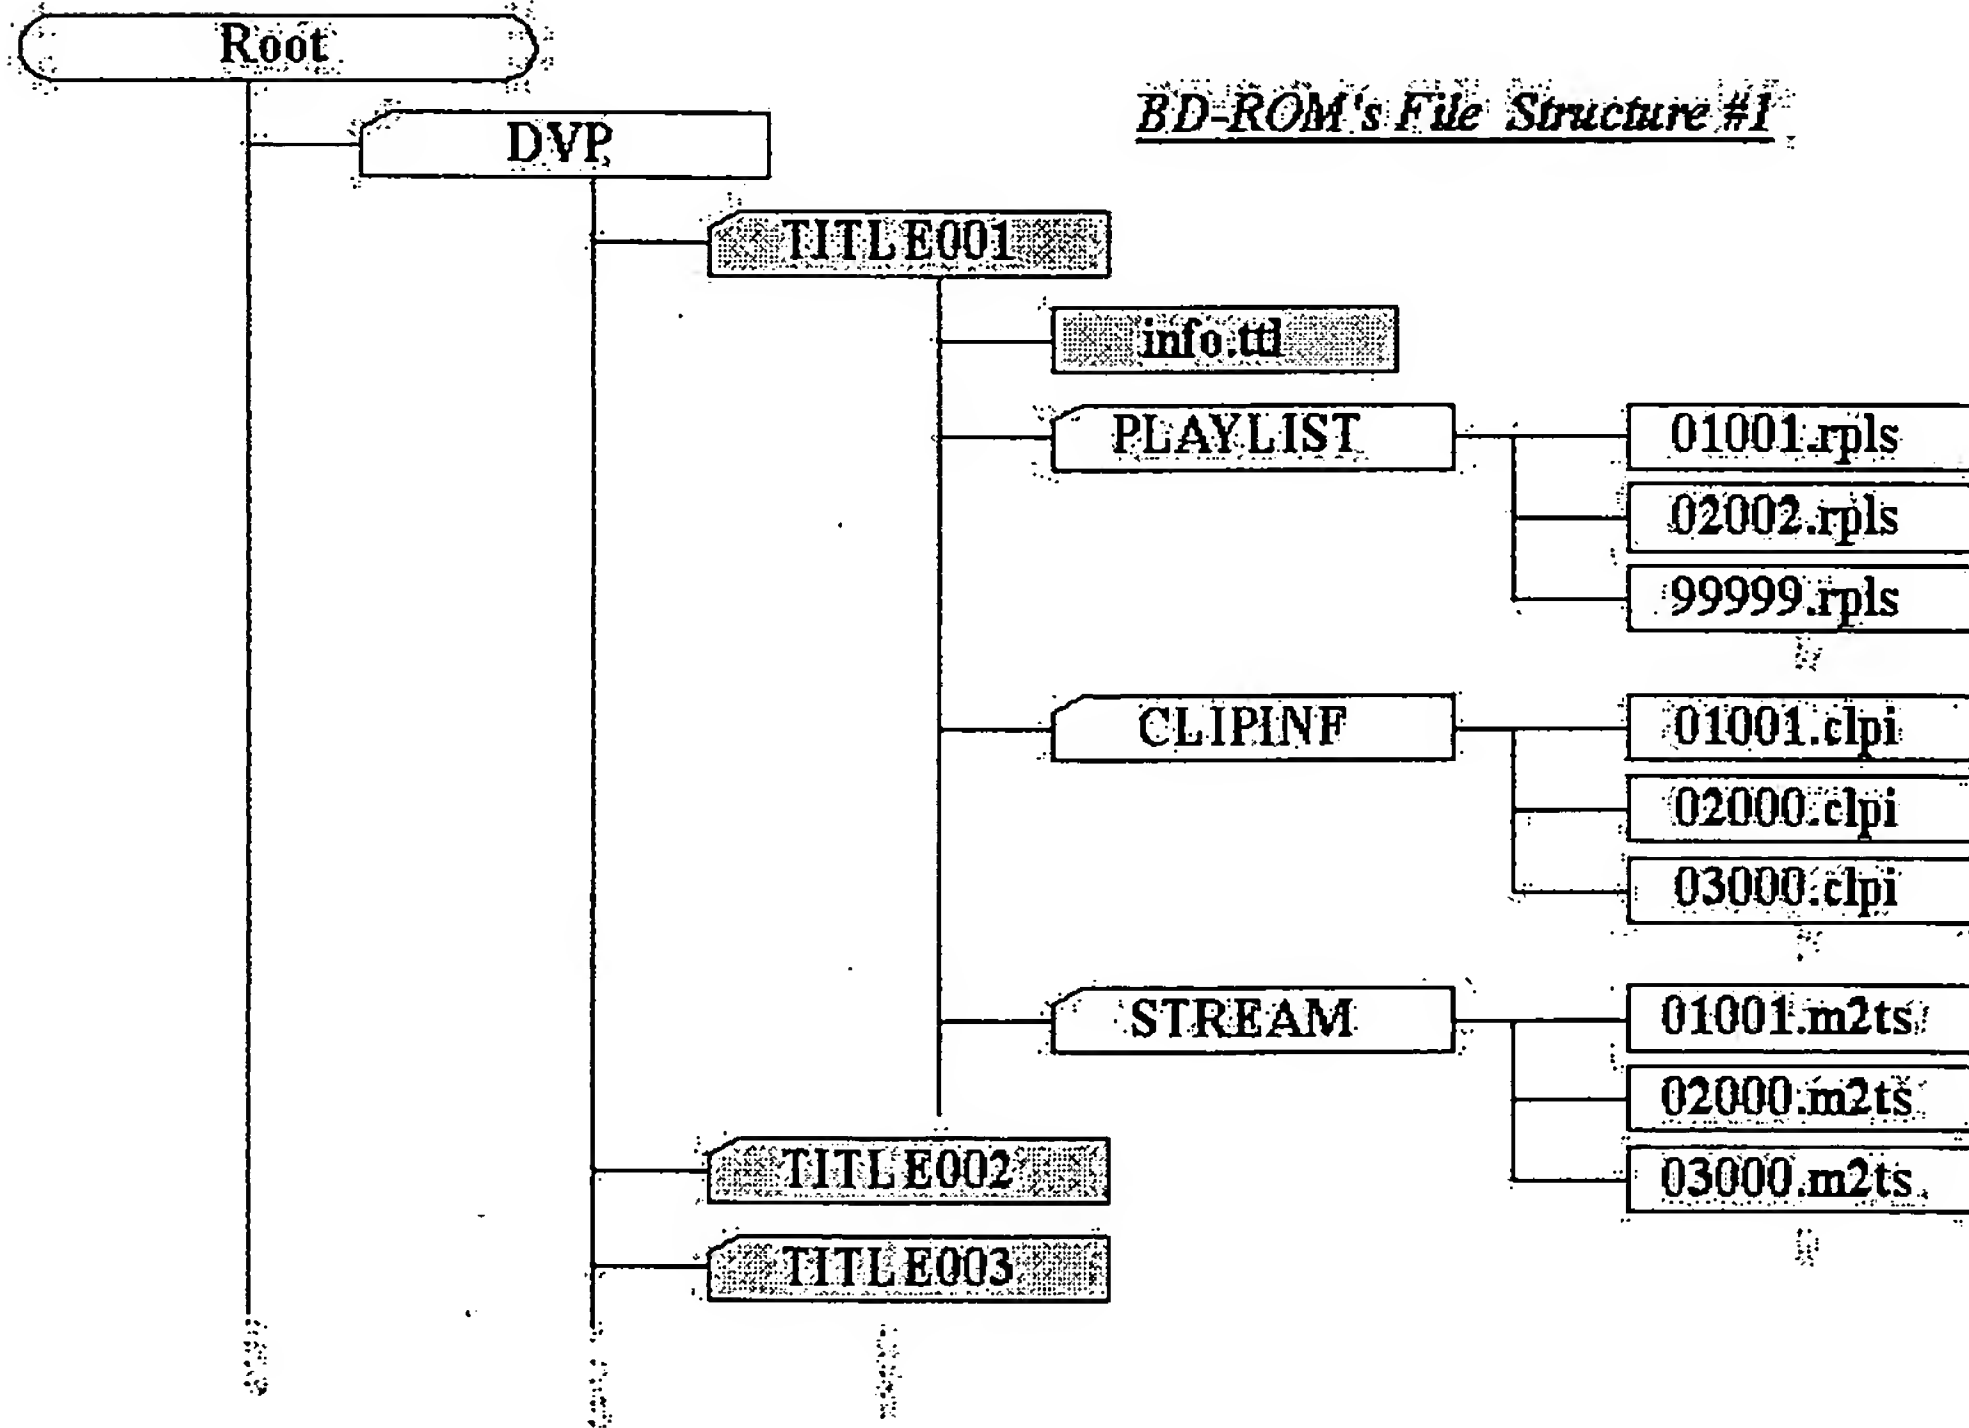 Root
BD-ROM's File Structure #1
DVP
TITLE001
info.ttl
PLAYLIST
01001.rpls
02002.rpls
99999.rpls
CLIPINF
01001.clpi
02000.clpi
03000.clpi
STREAM
01001.m2ts
02000.m2ts
03000.m2ts
TITLE002
TITLE003